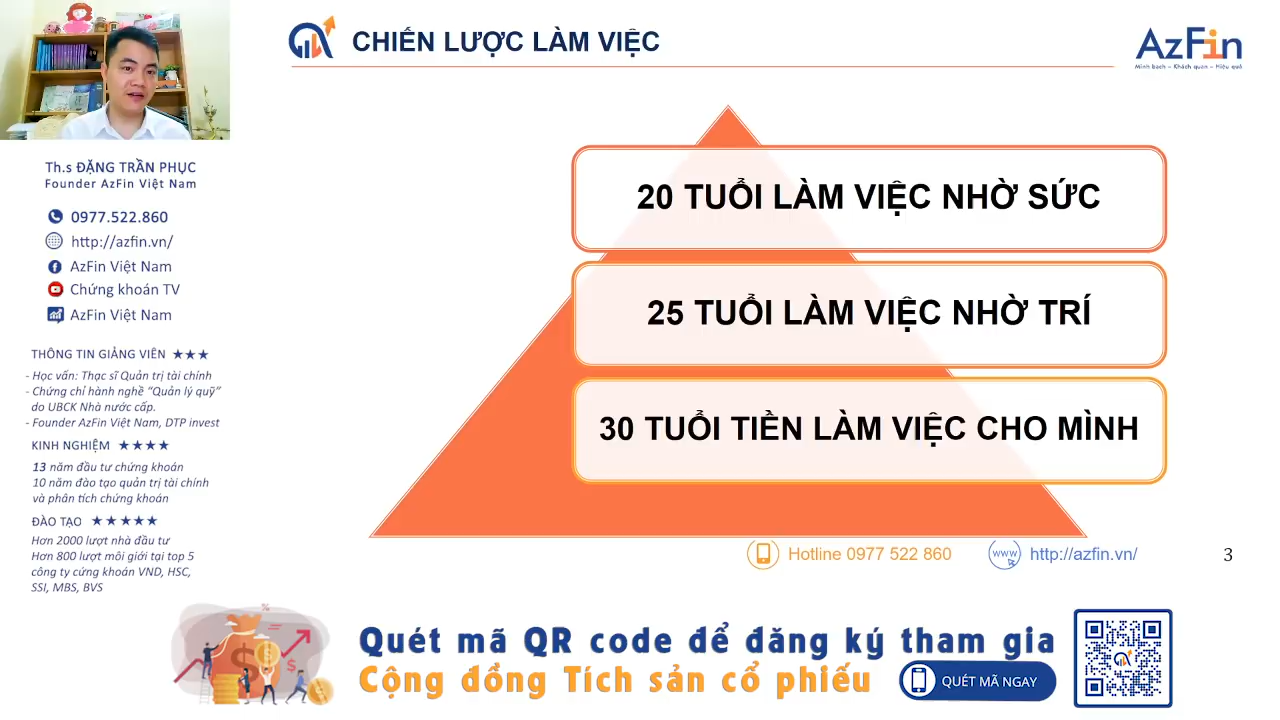 CHIẾN LƯỢC LÀM VIỆC
AzFin
Minh bạch – Khách quan – Hiệu quả
Th.s ĐẶNG TRẦN PHỤC
Founder AzFin Việt Nam
0977.522.860
http://azfin.vn/
AzFin Việt Nam
Chứng khoán TV
AzFin Việt Nam
THÔNG TIN GIẢNG VIÊN ★★★
- Học vấn: Thạc sĩ Quản trị tài chính
- Chứng chỉ hành nghề “Quản lý quỹ”
do UBCK Nhà nước cấp.
- Founder AzFin Việt Nam, DTP invest
KINH NGHIỆM ★★★★
13 năm đầu tư chứng khoán
10 năm đào tạo quản trị tài chính
và phân tích chứng khoán
ĐÀO TẠO ★★★★★
Hơn 2000 lượt nhà đầu tư
Hơn 800 lượt môi giới tại top 5
công ty cứng khoán VND, HSC,
SSI, MBS, BVS
20 TUỔI LÀM VIỆC NHỜ SỨC
25 TUỔI LÀM VIỆC NHỜ TRÍ
30 TUỔI TIỀN LÀM VIỆC CHO MÌNH
Hotline 0977 522 860
www
http://azfin.vn/
3
Quét mã QR code để đăng ký tham gia
Cộng đồng Tích sản cổ phiếu
QUÉT MÃ NGAY